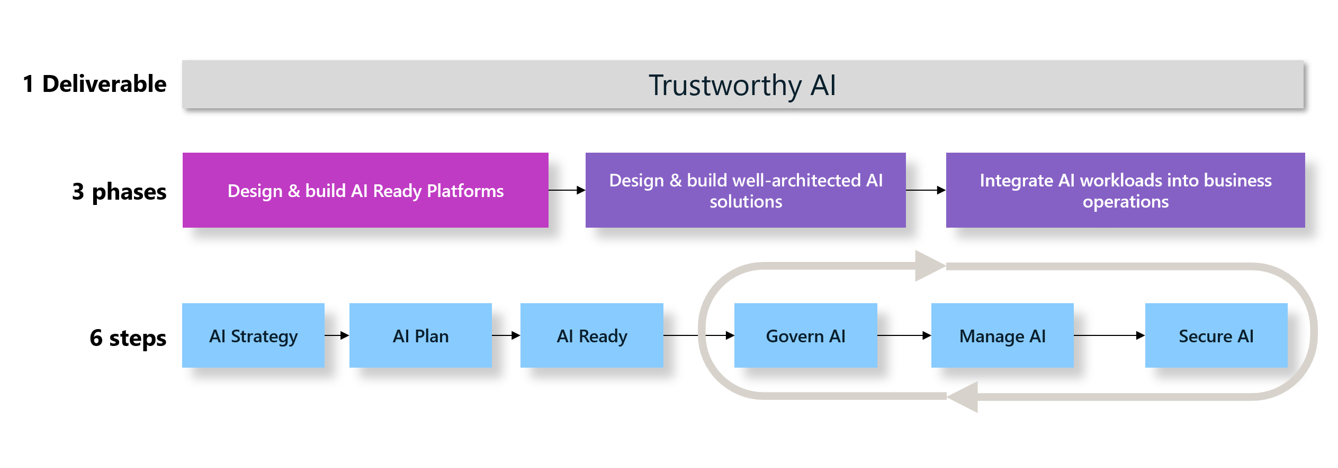 1 Deliverable
Trustworthy AI
3 phases
Design & build AI Ready Platforms
Design & build well-architected AI
solutions
Integrate AI workloads into business
operations
6 steps
AI Strategy
AI Plan
AI Ready
Govern AI
Manage AI
Secure AI